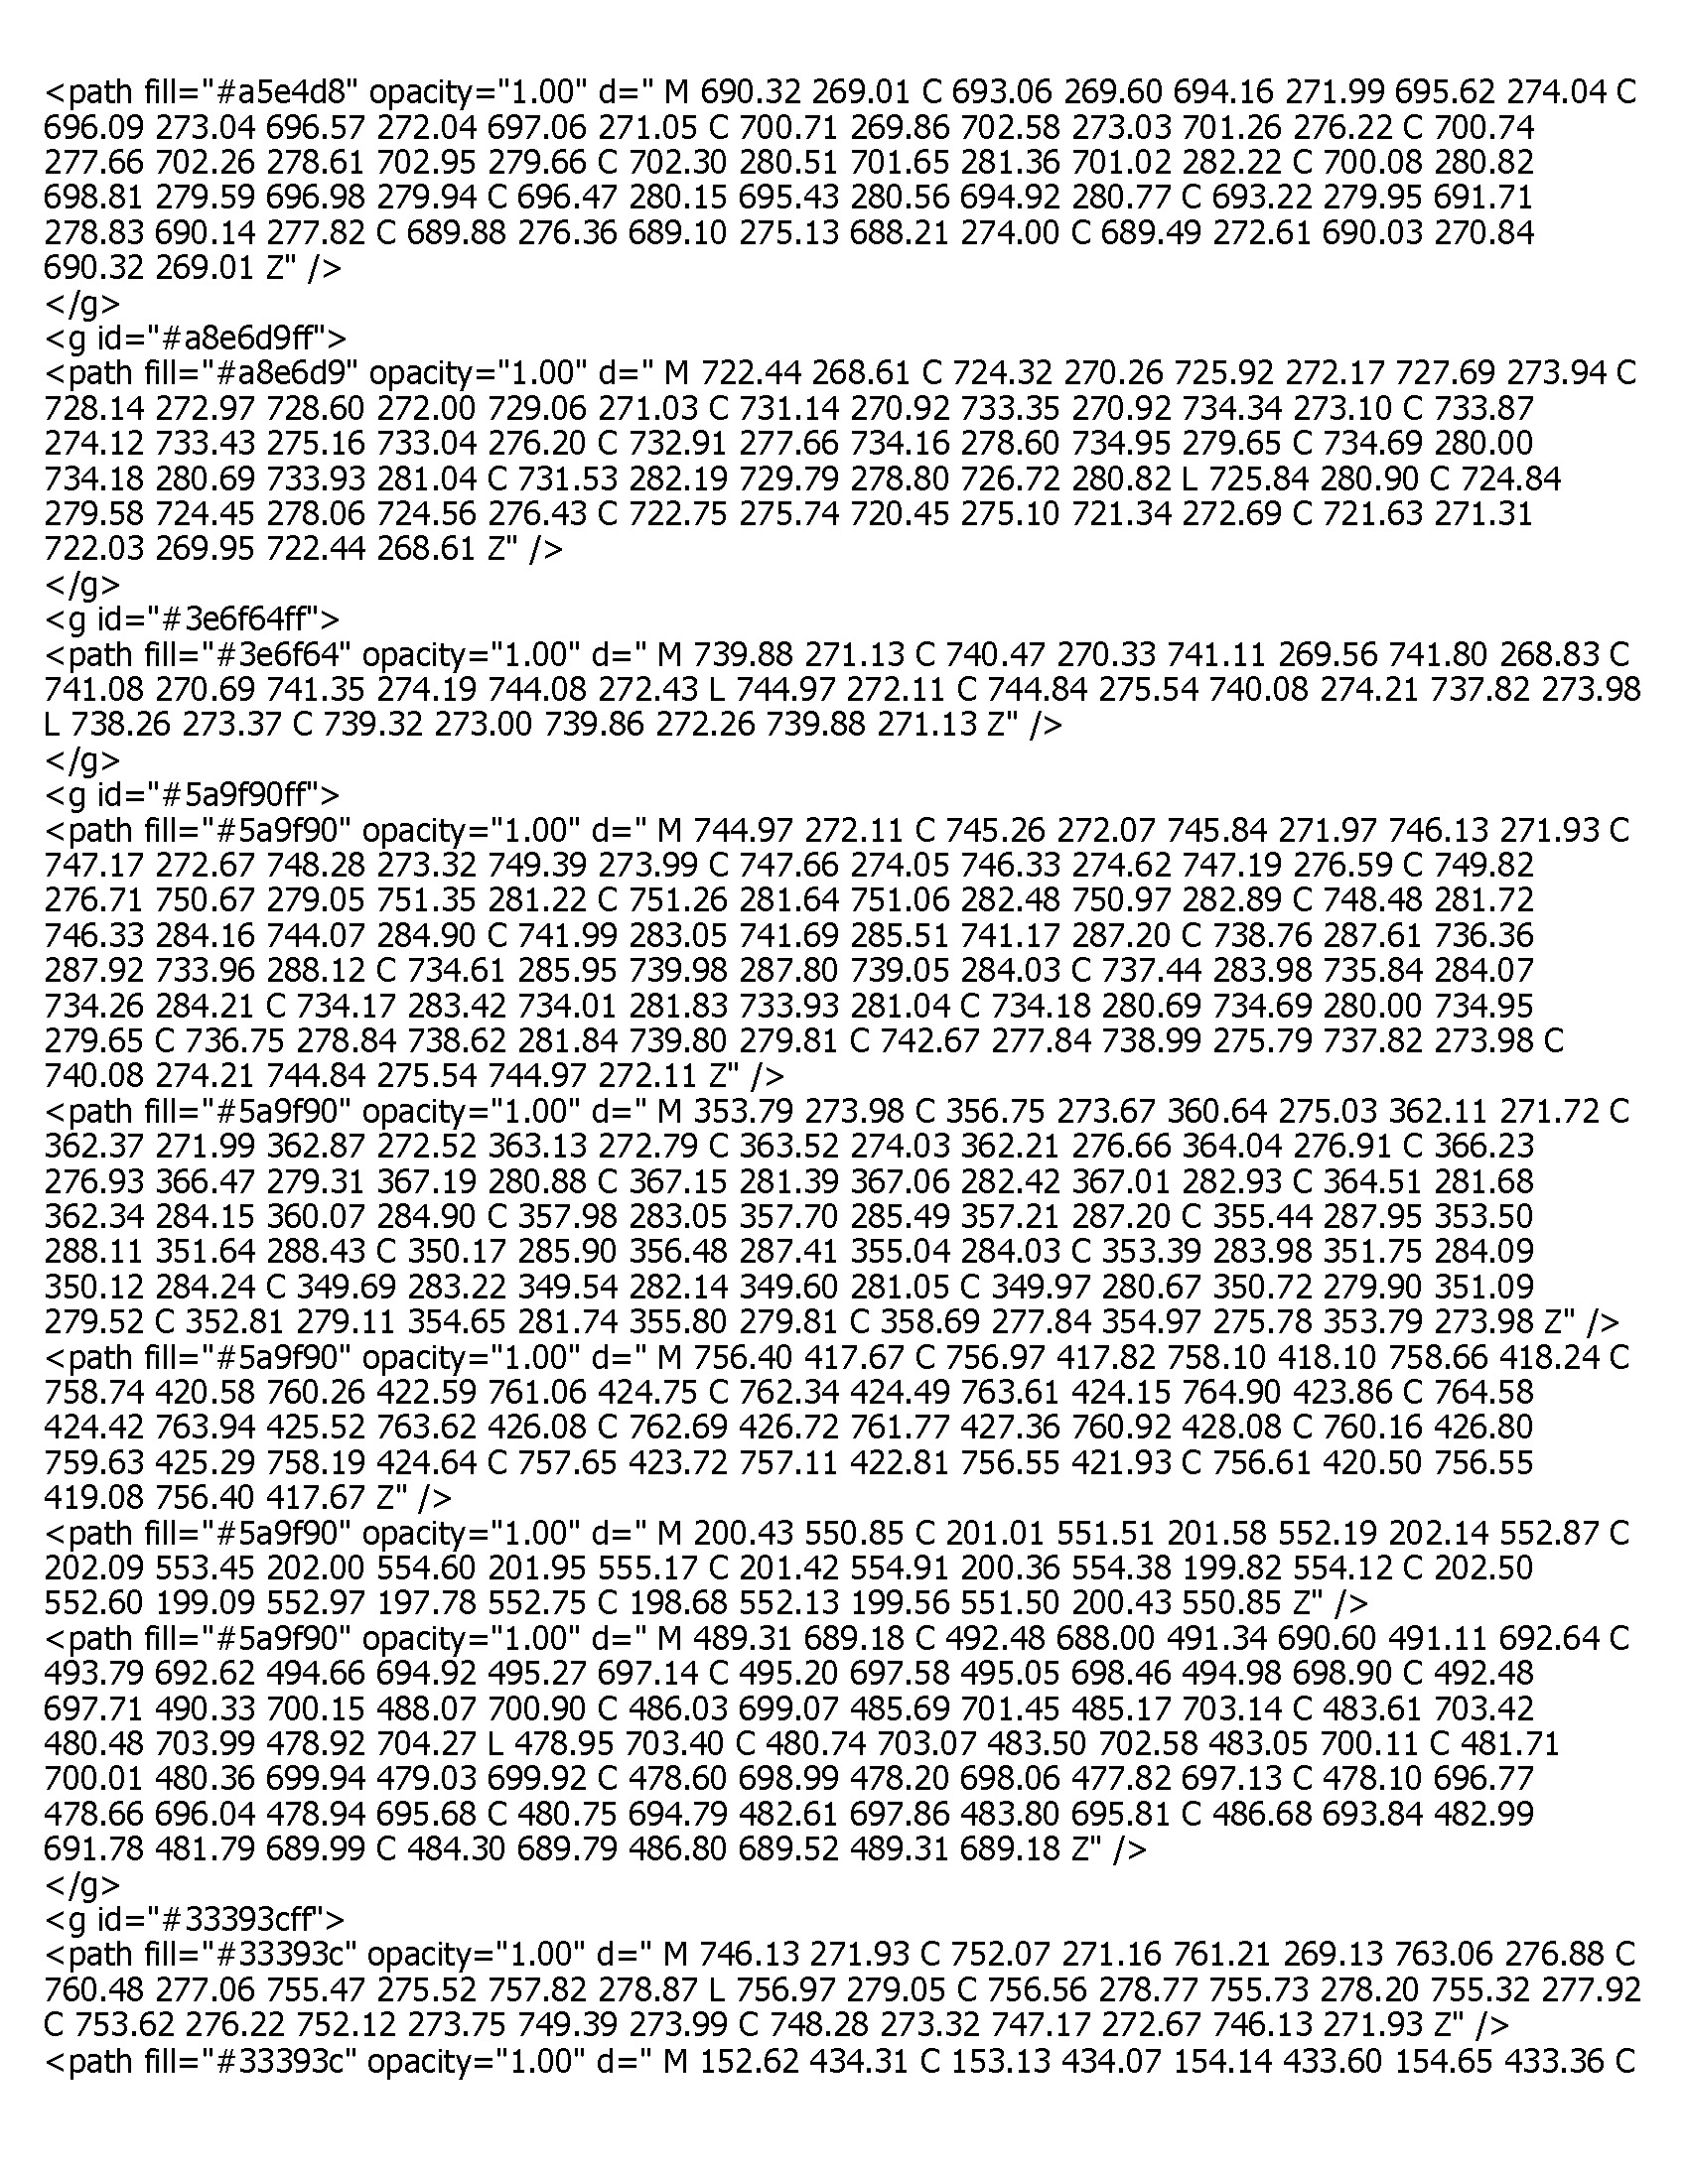 <path fill="#a5e4d8" opacity="1.00" d=" M 690.32 269.01 C 693.06 269.60 694.16 271.99 695.62 274.04 C
696.09 273.04 696.57 272.04 697.06 271.05 C 700.71 269.86 702.58 273.03 701.26 276.22 C 700.74
277.66 702.26 278.61 702.95 279.66 C 702.30 280.51 701.65 281.36 701.02 282.22 C 700.08 280.82
698.81 279.59 696.98 279.94 C 696.47 280.15 695.43 280.56 694.92 280.77 C 693.22 279.95 691.71
278.83 690.14 277.82 C 689.88 276.36 689.10 275.13 688.21 274.00 C 689.49 272.61 690.03 270.84
690.32 269.01 Z" />
</g>
<g id="#a8e6d9ff">
<path fill="#a8e6d9" opacity="1.00" d=" M 722.44 268.61 C 724.32 270.26 725.92 272.17 727.69 273.94 C
728.14 272.97 728.60 272.00 729.06 271.03 C 731.14 270.92 733.35 270.92 734.34 273.10 C 733.87
274.12 733.43 275.16 733.04 276.20 C 732.91 277.66 734.16 278.60 734.95 279.65 C 734.69 280.00
734.18 280.69 733.93 281.04 C 731.53 282.19 729.79 278.80 726.72 280.82 L 725.84 280.90 C 724.84
279.58 724.45 278.06 724.56 276.43 C 722.75 275.74 720.45 275.10 721.34 272.69 C 721.63 271.31
722.03 269.95 722.44 268.61 Z" />
</g>
<g id="#3e6f64ff">
<path fill="#3e6f64" opacity="1.00" d=" M 739.88 271.13 C 740.47 270.33 741.11 269.56 741.80 268.83 C
741.08 270.69 741.35 274.19 744.08 272.43 L 744.97 272.11 C 744.84 275.54 740.08 274.21 737.82 273.98
L 738.26 273.37 C 739.32 273.00 739.86 272.26 739.88 271.13 Z" />
</g>
<g id="#5a9f90ff">
<path fill="#5a9f90" opacity="1.00" d=" M 744.97 272.11 C 745.26 272.07 745.84 271.97 746.13 271.93 C
747.17 272.67 748.28 273.32 749.39 273.99 C 747.66 274.05 746.33 274.62 747.19 276.59 C 749.82
276.71 750.67 279.05 751.35 281.22 C 751.26 281.64 751.06 282.48 750.97 282.89 C 748.48 281.72
746.33 284.16 744.07 284.90 C 741.99 283.05 741.69 285.51 741.17 287.20 C 738.76 287.61 736.36
287.92 733.96 288.12 C 734.61 285.95 739.98 287.80 739.05 284.03 C 737.44 283.98 735.84 284.07
734.26 284.21 C 734.17 283.42 734.01 281.83 733.93 281.04 C 734.18 280.69 734.69 280.00 734.95
279.65 C 736.75 278.84 738.62 281.84 739.80 279.81 C 742.67 277.84 738.99 275.79 737.82 273.98 C
740.08 274.21 744.84 275.54 744.97 272.11 Z" />
<path fill="#5a9f90" opacity="1.00" d=" M 353.79 273.98 C 356.75 273.67 360.64 275.03 362.11 271.72 C
362.37 271.99 362.87 272.52 363.13 272.79 C 363.52 274.03 362.21 276.66 364.04 276.91 C 366.23
276.93 366.47 279.31 367.19 280.88 C 367.15 281.39 367.06 282.42 367.01 282.93 C 364.51 281.68
362.34 284.15 360.07 284.90 C 357.98 283.05 357.70 285.49 357.21 287.20 C 355.44 287.95 353.50
288.11 351.64 288.43 C 350.17 285.90 356.48 287.41 355.04 284.03 C 353.39 283.98 351.75 284.09
350.12 284.24 C 349.69 283.22 349.54 282.14 349.60 281.05 C 349.97 280.67 350.72 279.90 351.09
279.52 C 352.81 279.11 354.65 281.74 355.80 279.81 C 358.69 277.84 354.97 275.78 353.79 273.98 Z" />
<path fill="#5a9f90" opacity="1.00" d=" M 756.40 417.67 C 756.97 417.82 758.10 418.10 758.66 418.24 C
758.74 420.58 760.26 422.59 761.06 424.75 C 762.34 424.49 763.61 424.15 764.90 423.86 C 764.58
424.42 763.94 425.52 763.62 426.08 C 762.69 426.72 761.77 427.36 760.92 428.08 C 760.16 426.80
759.63 425.29 758.19 424.64 C 757.65 423.72 757.11 422.81 756.55 421.93 C 756.61 420.50 756.55
419.08 756.40 417.67 Z" />
<path fill="#5a9f90" opacity="1.00" d=" M 200.43 550.85 C 201.01 551.51 201.58 552.19 202.14 552.87 C
202.09 553.45 202.00 554.60 201.95 555.17 C 201.42 554.91 200.36 554.38 199.82 554.12 C 202.50
552.60 199.09 552.97 197.78 552.75 C 198.68 552.13 199.56 551.50 200.43 550.85 Z" />
<path fill="#5a9f90" opacity="1.00" d=" M 489.31 689.18 C 492.48 688.00 491.34 690.60 491.11 692.64 C
493.79 692.62 494.66 694.92 495.27 697.14 C 495.20 697.58 495.05 698.46 494.98 698.90 C 492.48
697.71 490.33 700.15 488.07 700.90 C 486.03 699.07 485.69 701.45 485.17 703.14 C 483.61 703.42
480.48 703.99 478.92 704.27 L 478.95 703.40 C 480.74 703.07 483.50 702.58 483.05 700.11 C 481.71
700.01 480.36 699.94 479.03 699.92 C 478.60 698.99 478.20 698.06 477.82 697.13 C 478.10 696.77
478.66 696.04 478.94 695.68 C 480.75 694.79 482.61 697.86 483.80 695.81 C 486.68 693.84 482.99
691.78 481.79 689.99 C 484.30 689.79 486.80 689.52 489.31 689.18 Z" />
</g>
<g id="#33393cff">
<path fill="#33393c" opacity="1.00" d=" M 746.13 271.93 C 752.07 271.16 761.21 269.13 763.06 276.88 C
760.48 277.06 755.47 275.52 757.82 278.87 L 756.97 279.05 C 756.56 278.77 755.73 278.20 755.32 277.92
C 753.62 276.22 752.12 273.75 749.39 273.99 C 748.28 273.32 747.17 272.67 746.13 271.93 Z" />
<path fill="#33393c" opacity="1.00" d=" M 152.62 434.31 C 153.13 434.07 154.14 433.60 154.65 433.36 C